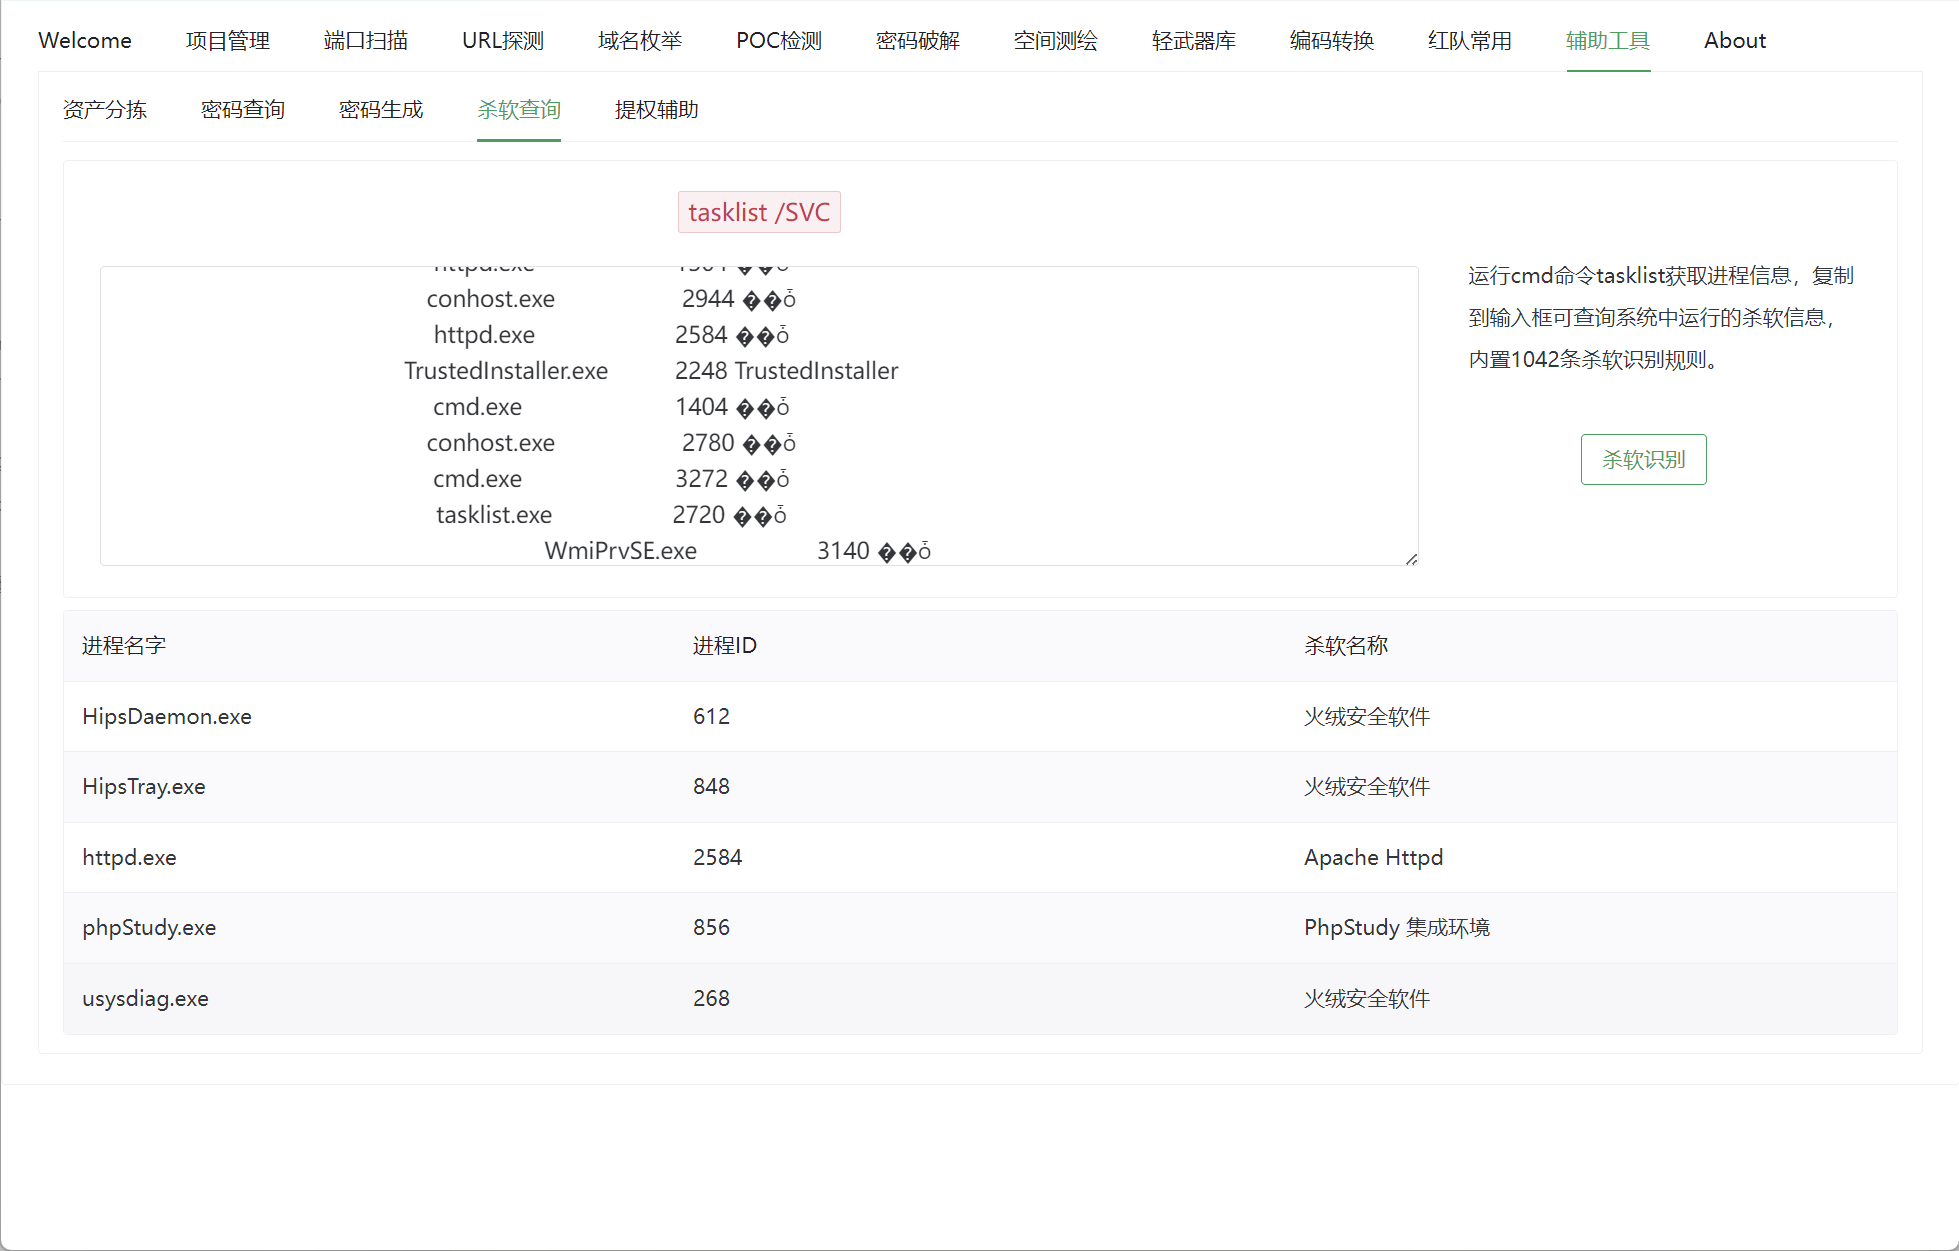 Welcome 项目管理 端口扫描 URL探测 域名枚举 POC检测 密码破解 空间测绘 轻武器库 编码转换 红队常用 辅助工具 About
资产分拣 密码查询 密码生成 杀软查询 提权辅助
tasklist /SVC
conhost.exe 2944 ��ȱ
httpd.exe 2584 ��ȱ
TrustedInstaller.exe 2248 TrustedInstaller
cmd.exe 1404 ��ȱ
conhost.exe 2780 ��ȱ
cmd.exe 3272 ��ȱ
tasklist.exe 2720 ��ȱ
WmiPrvSE.exe 3140 ��ȱ
运行cmd命令tasklist获取进程信息，复制
到输入框可查询系统中运行的杀软信息，
内置1042条杀软识别规则。
杀软识别
进程名字 进程ID 杀软名称
HipsDaemon.exe 612 火绒安全软件
HipsTray.exe 848 火绒安全软件
httpd.exe 2584 Apache Httpd
phpStudy.exe 856 PhpStudy 集成环境
usysdiag.exe 268 火绒安全软件